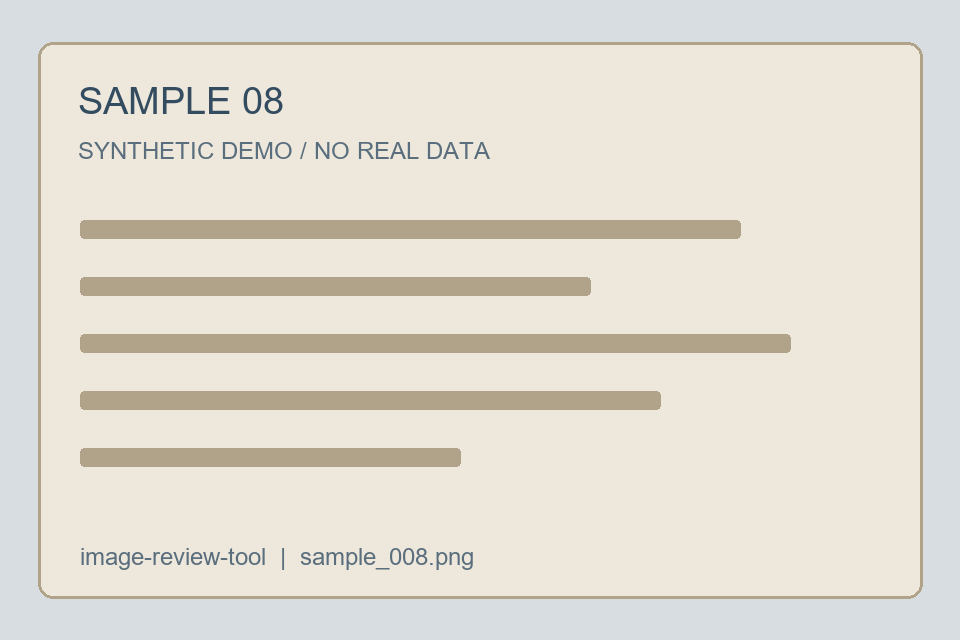 SAMPLE 08
SYNTHETIC DEMO / NO REAL DATA
image-review-tool | sample_008.png